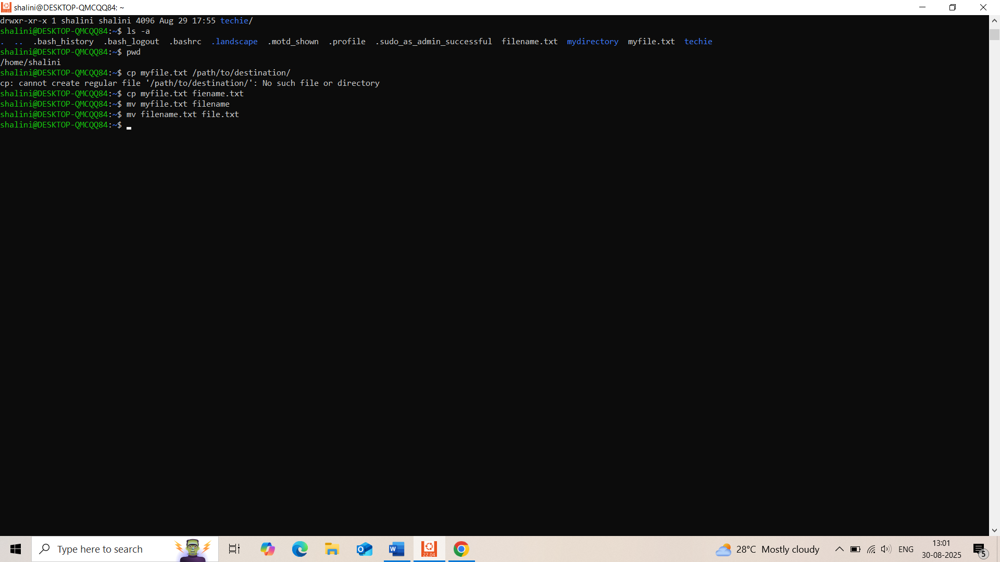 shalini@DESKTOP-QMCQQ84: ~
drwxr-xr-x 1 shalini shalini 4096 Aug 29 17:55 techie/
shalini@DESKTOP-QMCQQ84:~$ ls -a
.  ..  .bash_history  .bash_logout  .bashrc  .landscape  .motd_shown  .profile  .sudo_as_admin_successful  filename.txt  mydirectory  myfile.txt  techie
shalini@DESKTOP-QMCQQ84:~$ pwd
/home/shalini
shalini@DESKTOP-QMCQQ84:~$ cp myfile.txt /path/to/destination/
cp: cannot create regular file '/path/to/destination/': No such file or directory
shalini@DESKTOP-QMCQQ84:~$ cp myfile.txt fiename.txt
shalini@DESKTOP-QMCQQ84:~$ mv myfile.txt filename
shalini@DESKTOP-QMCQQ84:~$ mv filename.txt file.txt
shalini@DESKTOP-QMCQQ84:~$
Type here to search
22.04
28°C Mostly cloudy
ENG
13:01
30-08-2025
5